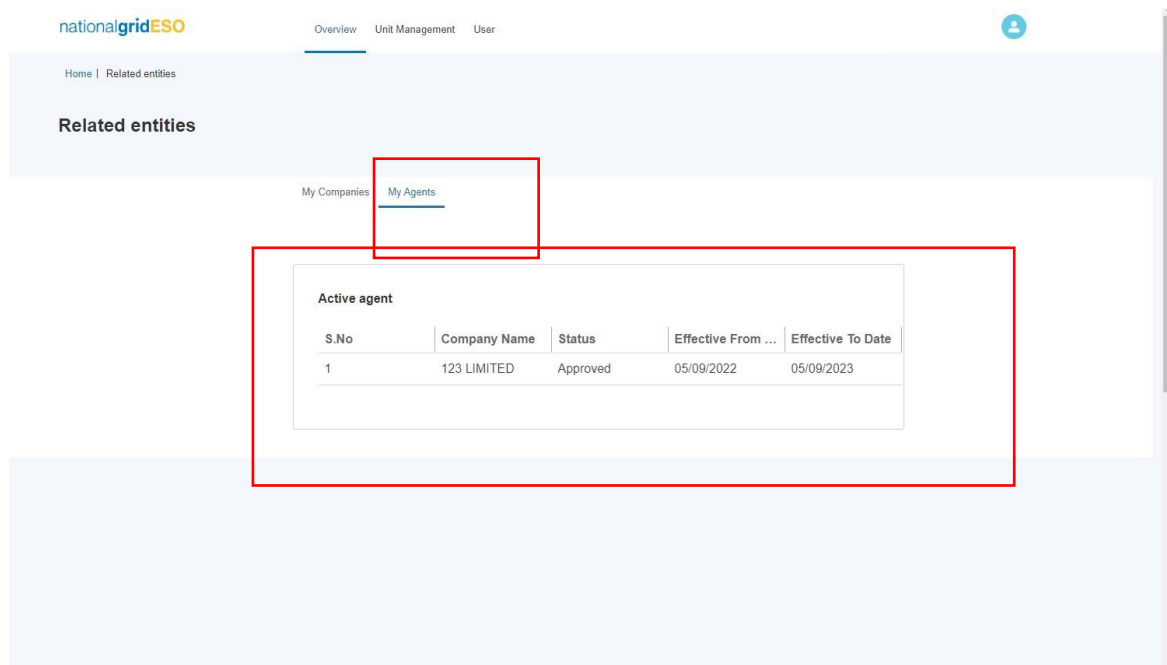 nationalgridESO
Overview Unit Management User
Home | Related entities
Related entities
My Companies My Agents
Active agent
S.No Company Name Status Effective From ... Effective To Date
1 123 LIMITED Approved 05/09/2022 05/09/2023